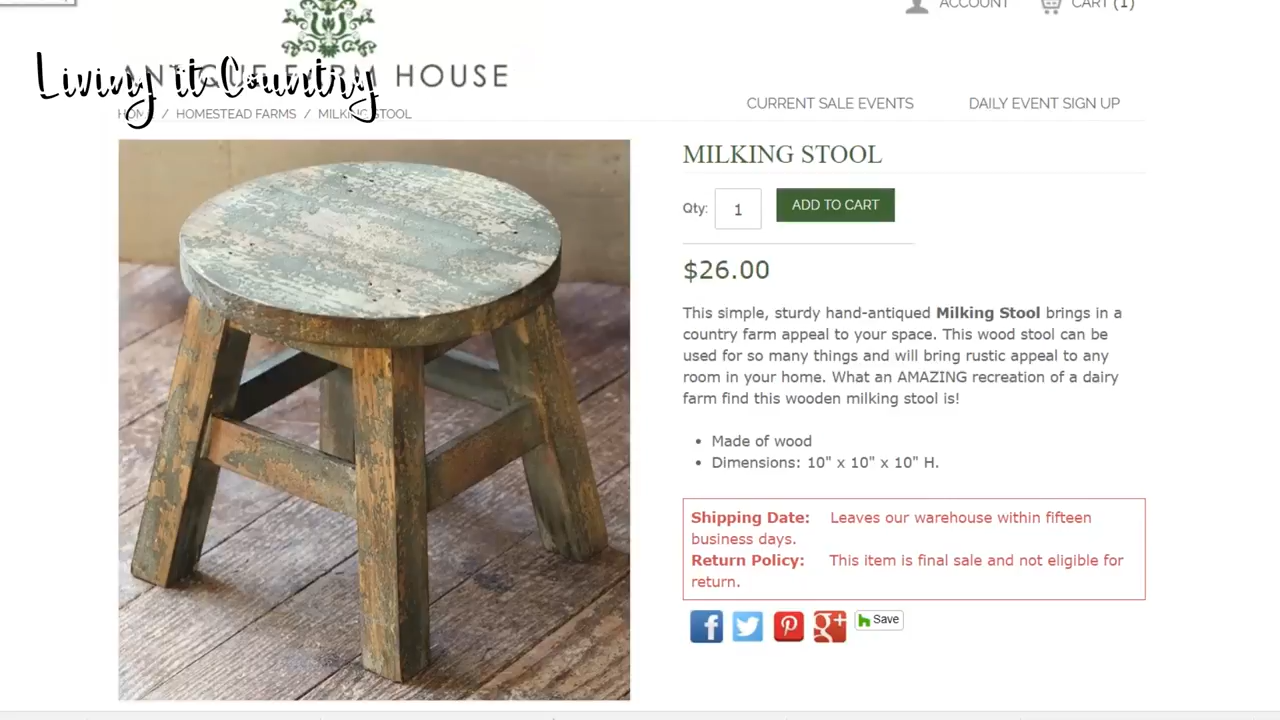 ACCOUNT
CART (1)
Living it Country
ANTIQUE FARM HOUSE
HOME / HOMESTEAD FARMS / MILKING STOOL
CURRENT SALE EVENTS
DAILY EVENT SIGN UP
MILKING STOOL
Qty: 1 ADD TO CART
$26.00
This simple, sturdy hand-antiqued Milking Stool brings in a
country farm appeal to your space. This wood stool can be
used for so many things and will bring rustic appeal to any
room in your home. What an AMAZING recreation of a dairy
farm find this wooden milking stool is!
• Made of wood
• Dimensions: 10" x 10" x 10" H.
Shipping Date: Leaves our warehouse within fifteen
business days.
Return Policy: This item is final sale and not eligible for
return.
Save